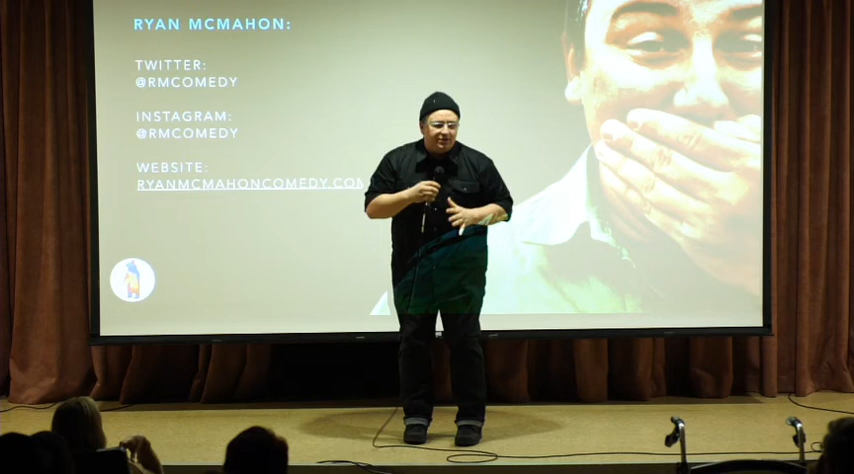 RYAN MCMAHON:
TWITTER:
@RMCOMEDY
INSTAGRAM:
@RMCOMEDY
WEBSITE:
RYANMCMAHONCOMEDY.COM